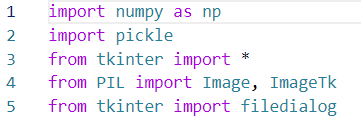 1 import numpy as np
2 import pickle
3 from tkinter import *
4 from PIL import Image, ImageTk
5 from tkinter import filedialog